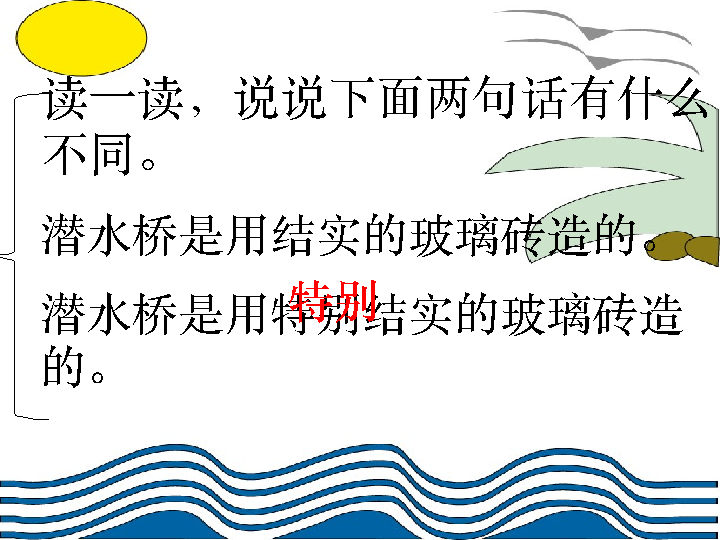 读一读，说说下面两句话有什么
不同。
潜水桥是用结实的玻璃砖造的。
特别
潜水桥是用特别结实的玻璃砖造
的。